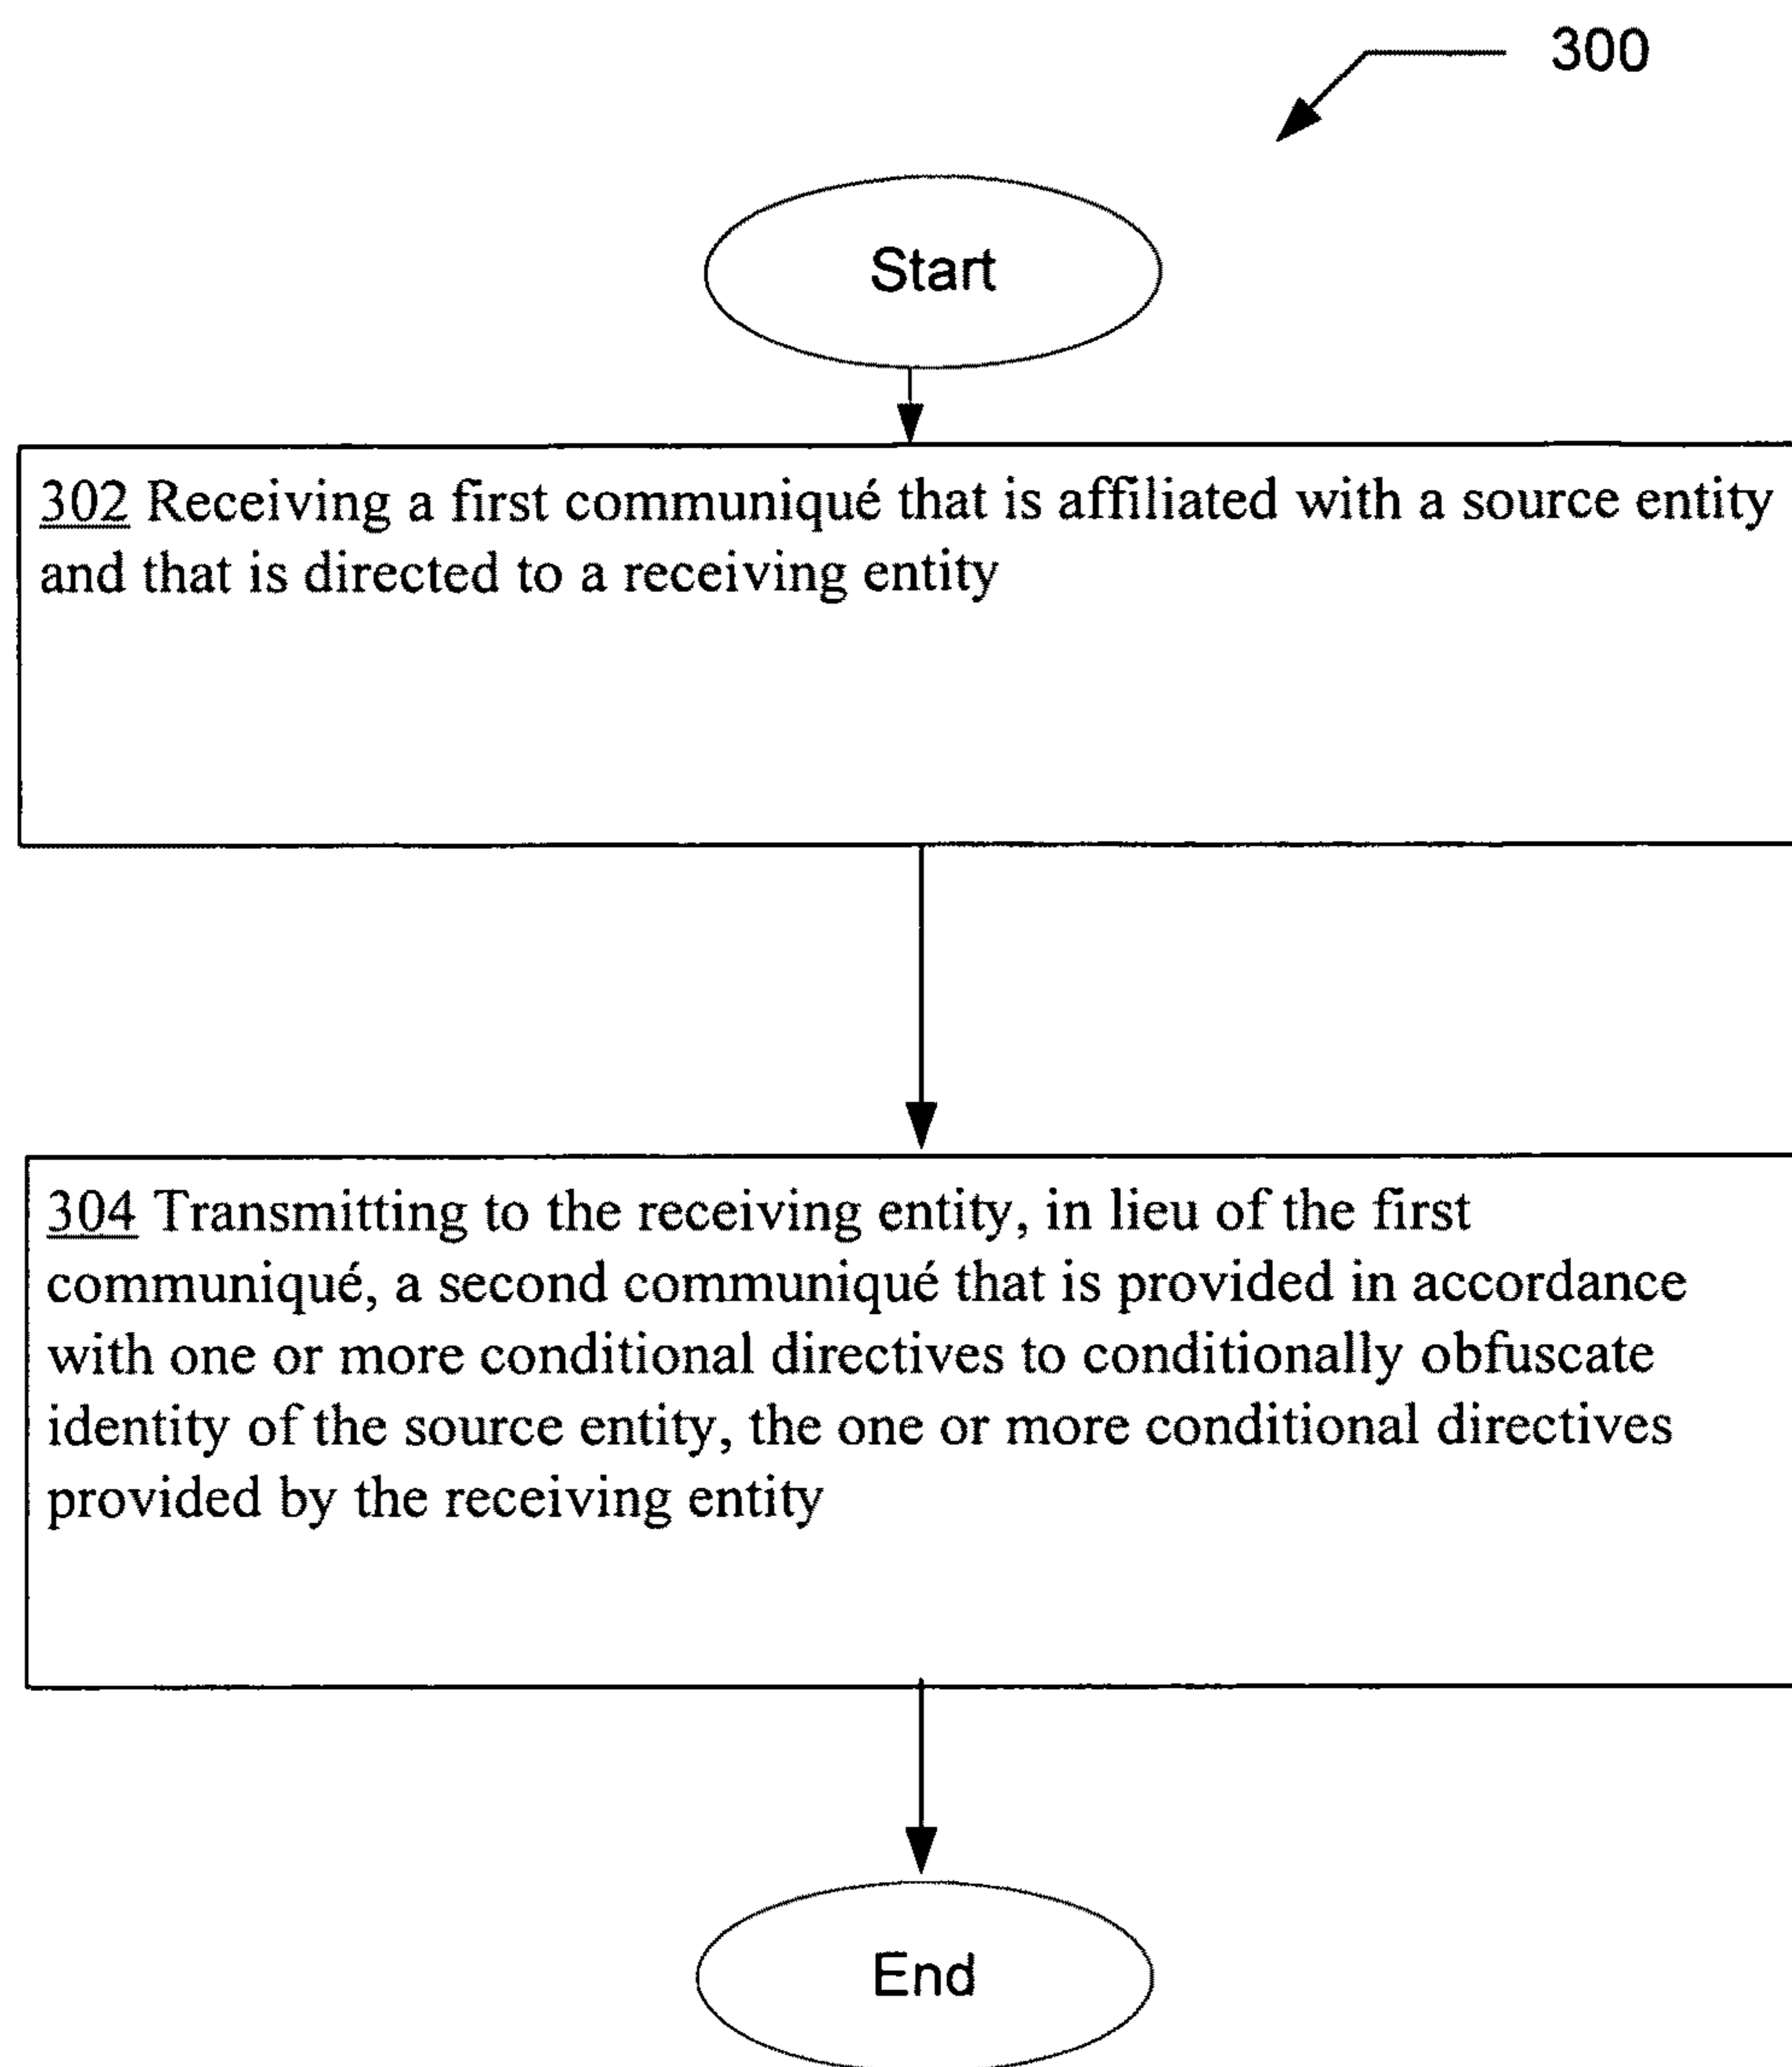 300
Start
302 Receiving a first communiqué that is affiliated with a source entity
and that is directed to a receiving entity
304 Transmitting to the receiving entity, in lieu of the first
communiqué, a second communiqué that is provided in accordance
with one or more conditional directives to conditionally obfuscate
identity of the source entity, the one or more conditional directives
provided by the receiving entity
End